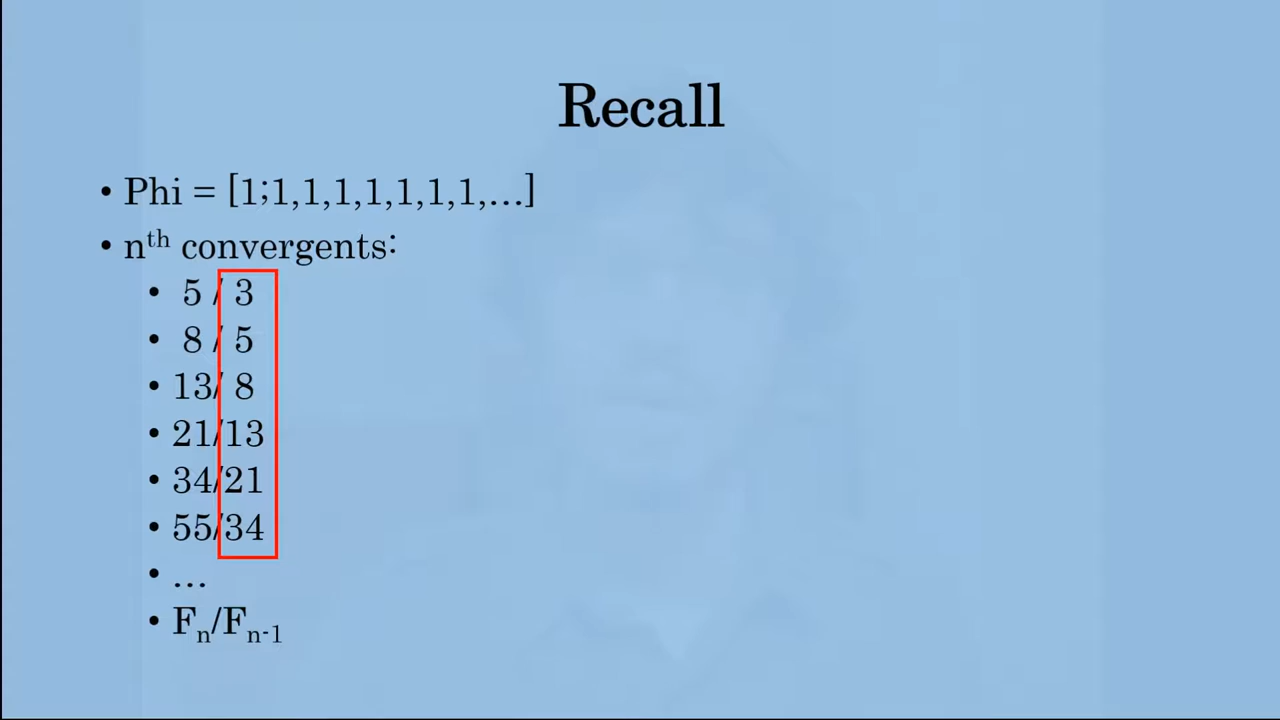 Recall
• Phi = [1;1,1,1,1,1,1,1,...]
• nth convergents:
• 5 / 3
• 8 / 5
• 13/ 8
• 21/13
• 34/21
• 55/34
• ...
• Fn/Fn-1